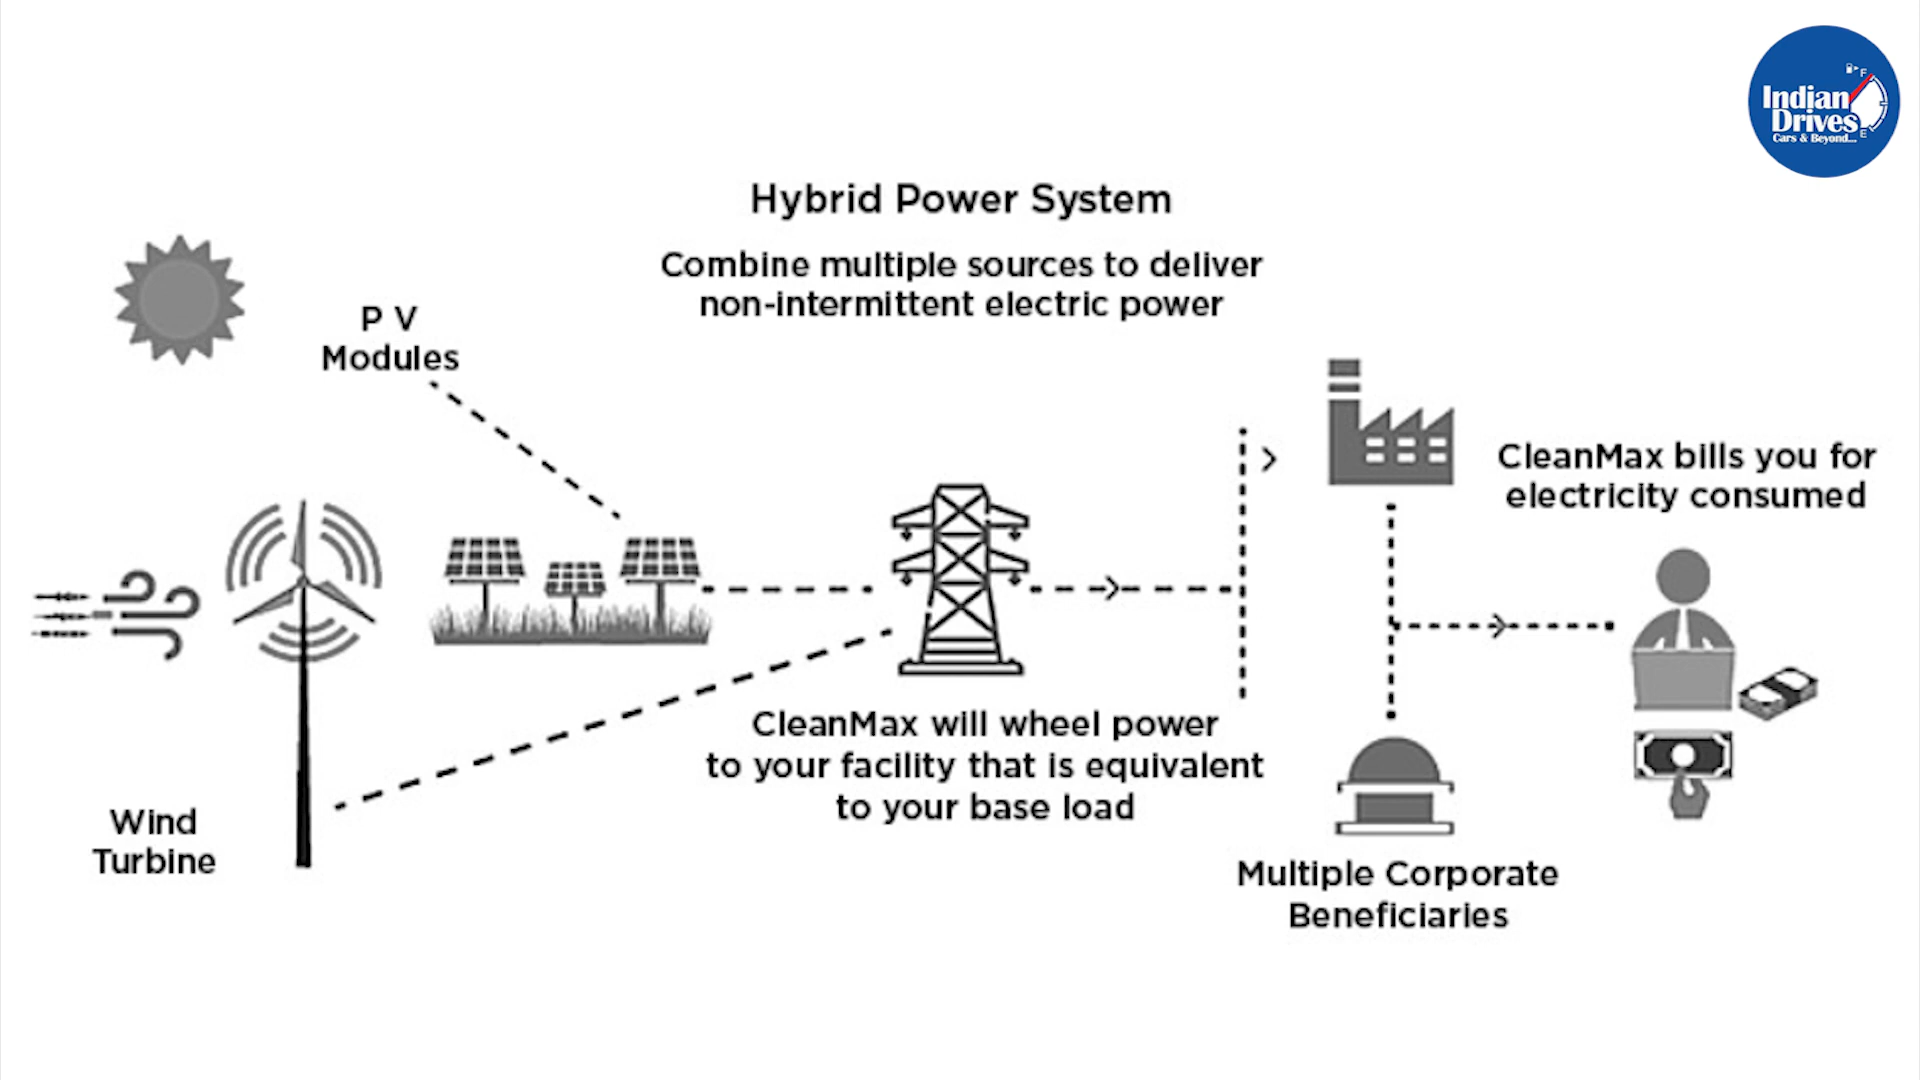 Indian
Drives
Cars & Beyond...
F
E
Hybrid Power System
Combine multiple sources to deliver
non-intermittent electric power
P V
Modules
CleanMax bills you for
electricity consumed
CleanMax will wheel power
to your facility that is equivalent
to your base load
Wind
Turbine
Multiple Corporate
Beneficiaries